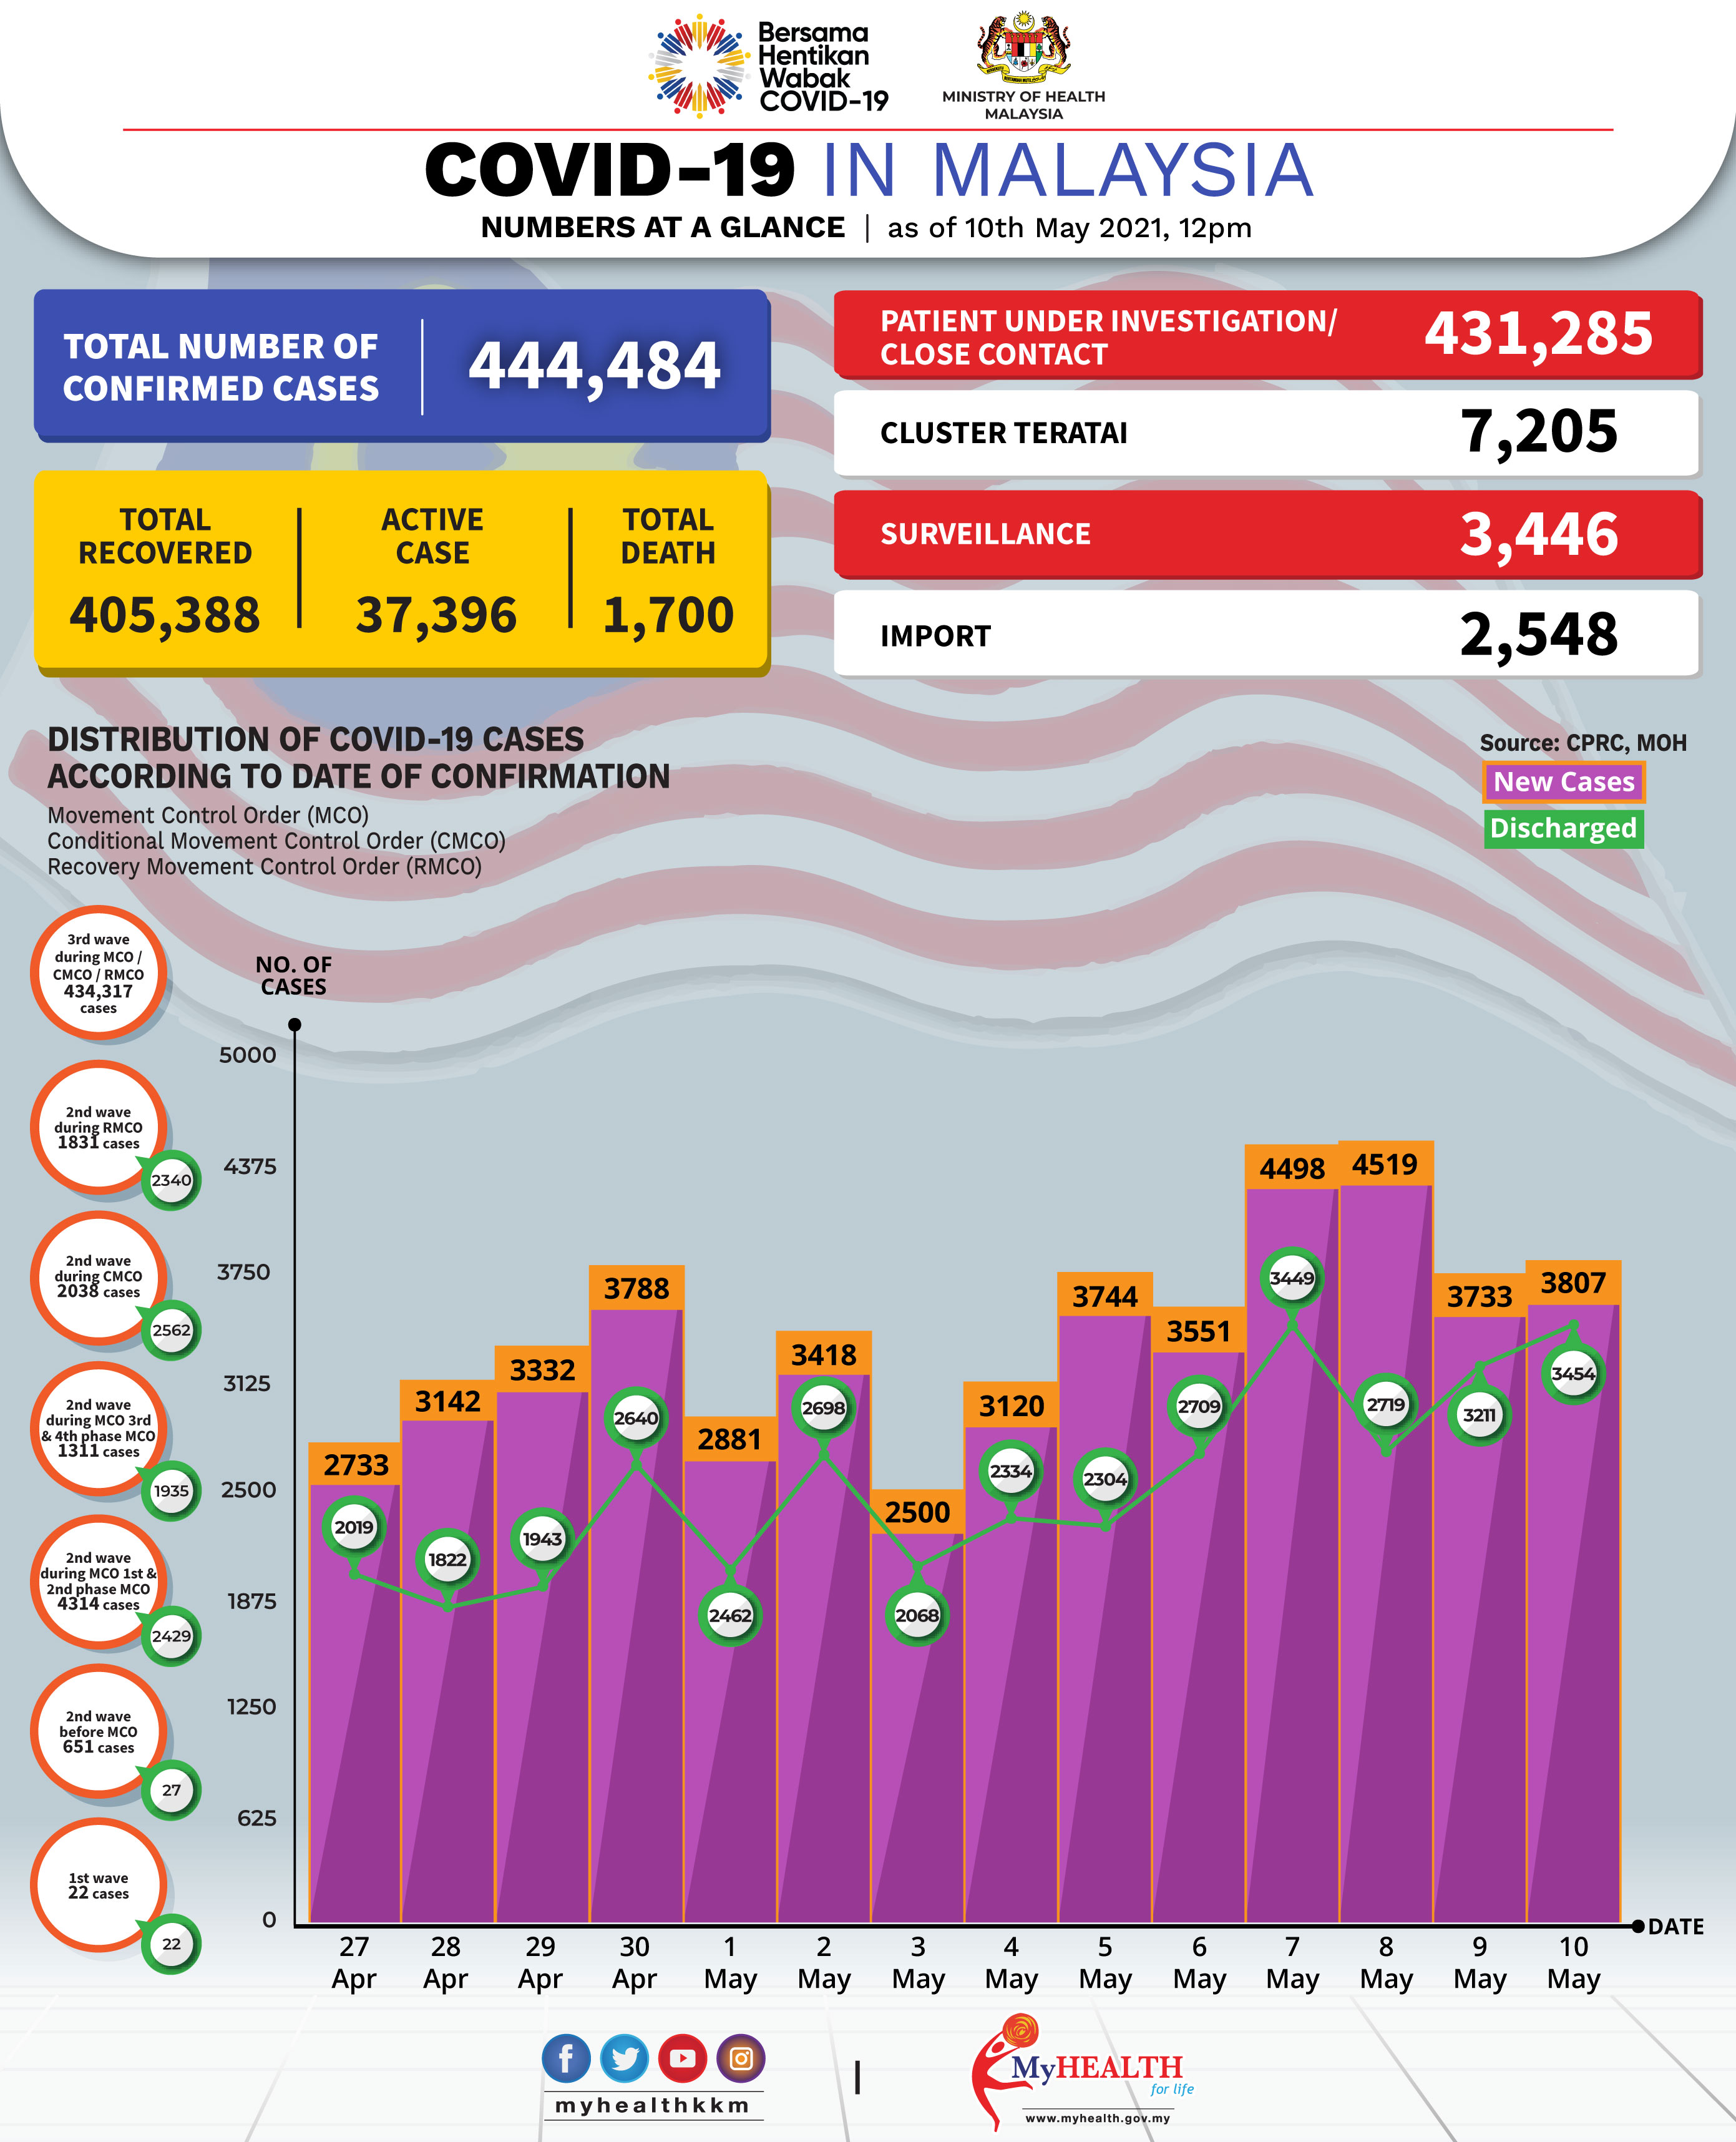 Bersama
Hentikan
Wabak
COVID-19
MINISTRY OF HEALTH
MALAYSIA
COVID-19 IN MALAYSIA
NUMBERS AT A GLANCE | as of 10th May 2021, 12pm
TOTAL NUMBER OF
CONFIRMED CASES
444,484
TOTAL
RECOVERED
405,388
ACTIVE
CASE
37,396
TOTAL
DEATH
1,700
PATIENT UNDER INVESTIGATION/
CLOSE CONTACT
431,285
CLUSTER TERATAI
7,205
SURVEILLANCE
3,446
IMPORT
2,548
DISTRIBUTION OF COVID-19 CASES
ACCORDING TO DATE OF CONFIRMATION
Movement Control Order (MCO)
Conditional Movement Control Order (CMCO)
Recovery Movement Control Order (RMCO)
Source: CPRC, MOH
New Cases
Discharged
3rd wave
during MCO /
CMCO / RMCO
434,317
cases
2nd wave
during RMCO
1831 cases
2340
2nd wave
during CMCO
2038 cases
2562
2nd wave
during MCO 3rd
& 4th phase MCO
1311 cases
1935
2nd wave
during MCO 1st &
2nd phase MCO
4314 cases
2429
2nd wave
before MCO
651 cases
27
1st wave
22 cases
22
NO. OF
CASES
5000
4375
3750
3125
2500
1875
1250
625
0
2733
3142
3332
3788
2881
3418
2500
3120
3744
3551
4498
4519
3733
3807
2019
1822
1943
2640
2462
2698
2068
2334
2304
2709
3449
2719
3211
3454
27
Apr
28
Apr
29
Apr
30
Apr
1
May
2
May
3
May
4
May
5
May
6
May
7
May
8
May
9
May
10
May
DATE
myhealthkkm
MyHEALTH
for life
www.myhealth.gov.my